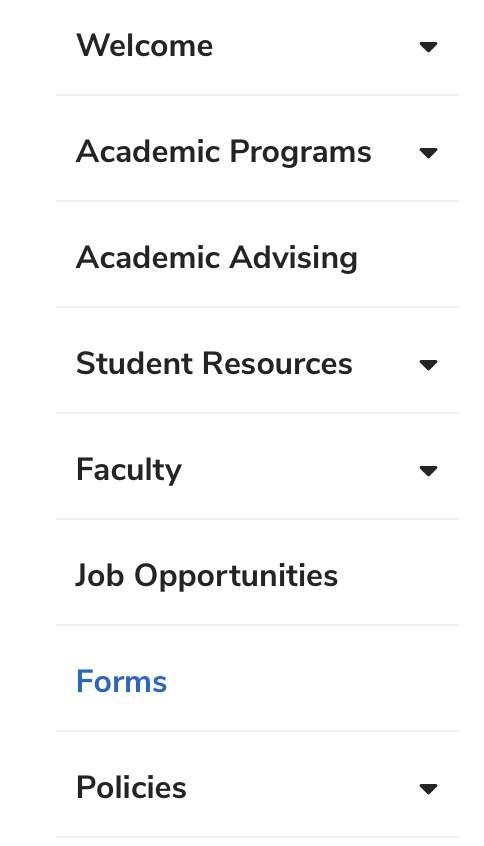 Welcome
Academic Programs
Academic Advising
Student Resources
Faculty
Job Opportunities
Forms
Policies